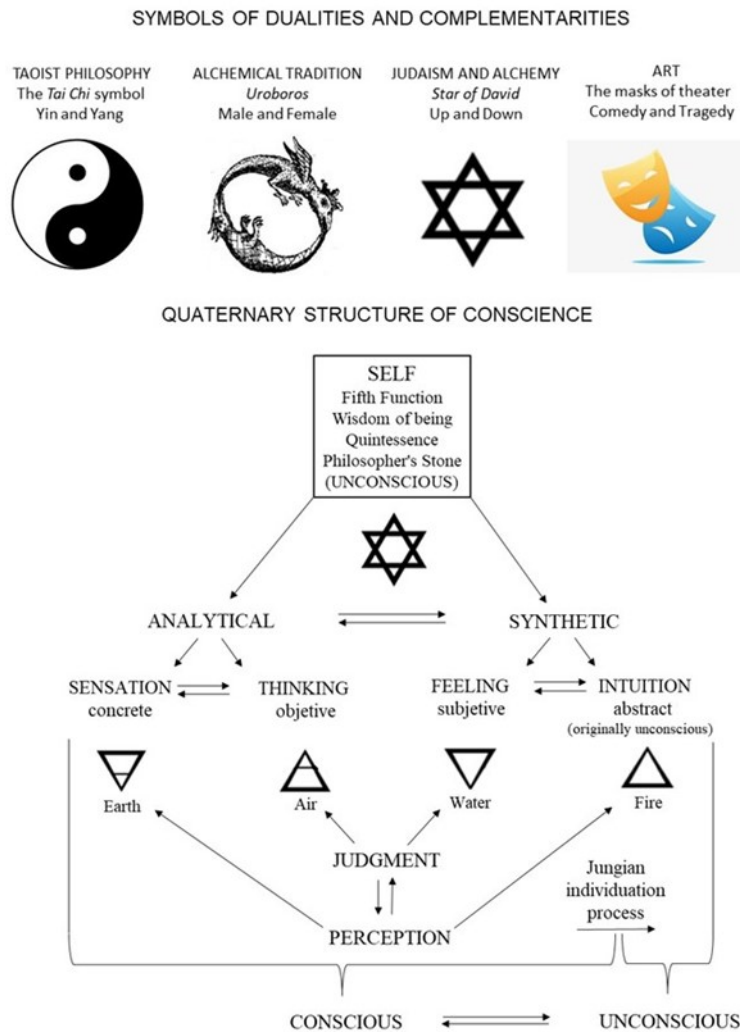 SYMBOLS OF DUALITIES AND COMPLEMENTARITIES
TAOIST PHILOSOPHY
The Tai Chi symbol
Yin and Yang
ALCHEMICAL TRADITION
Uroboros
Male and Female
JUDAISM AND ALCHEMY
Star of David
Up and Down
ART
The masks of theater
Comedy and Tragedy
QUATERNARY STRUCTURE OF CONSCIENCE
SELF
Fifth Function
Wisdom of being
Quintessence
Philosopher's Stone
(UNCONSCIOUS)
ANALYTICAL
SYNTHETIC
SENSATION
concrete
THINKING
objetive
FEELING
subjetive
INTUITION
abstract
(originally unconscious)
Earth
Air
Water
Fire
JUDGMENT
PERCEPTION
Jungian
individuation
process
CONSCIOUS
UNCONSCIOUS